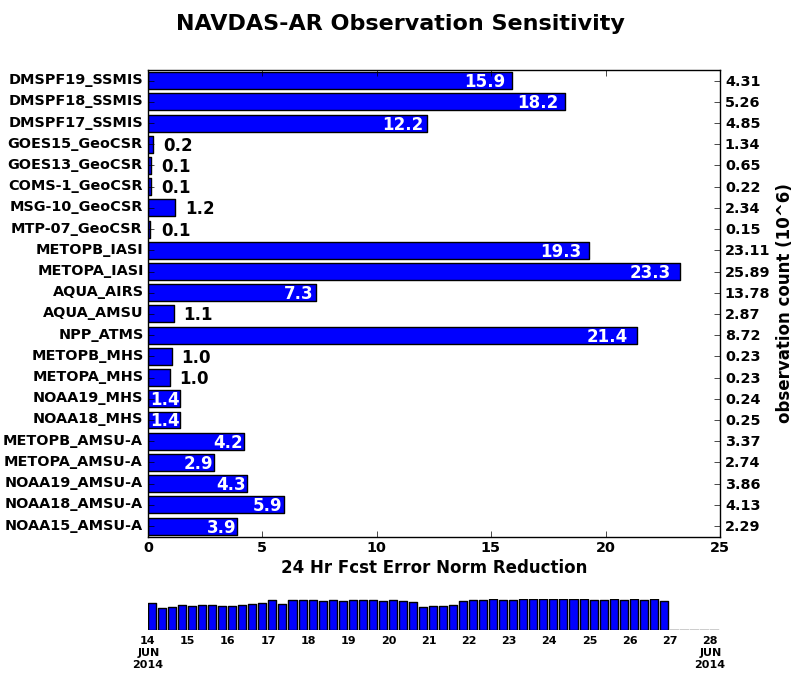 NAVDAS-AR Observation Sensitivity
DMSPF19_SSMIS 15.9 4.31
DMSPF18_SSMIS 18.2 5.26
DMSPF17_SSMIS 12.2 4.85
GOES15_GeoCSR 0.2 1.34
GOES13_GeoCSR 0.1 0.65
COMS-1_GeoCSR 0.1 0.22
MSG-10_GeoCSR 1.2 2.34
MTP-07_GeoCSR 0.1 0.15
METOPB_IASI 19.3 23.11
METOPA_IASI 23.3 25.89
AQUA_AIRS 7.3 13.78
AQUA_AMSU 1.1 2.87
NPP_ATMS 21.4 8.72
METOPB_MHS 1.0 0.23
METOPA_MHS 1.0 0.23
NOAA19_MHS 1.4 0.24
NOAA18_MHS 1.4 0.25
METOPB_AMSU-A 4.2 3.37
METOPA_AMSU-A 2.9 2.74
NOAA19_AMSU-A 4.3 3.86
NOAA18_AMSU-A 5.9 4.13
NOAA15_AMSU-A 3.9 2.29
observation count (10^6)
0 5 10 15 20 25
24 Hr Fcst Error Norm Reduction
14 15 16 17 18 19 20 21 22 23 24 25 26 27 28
JUN JUN
2014 2014